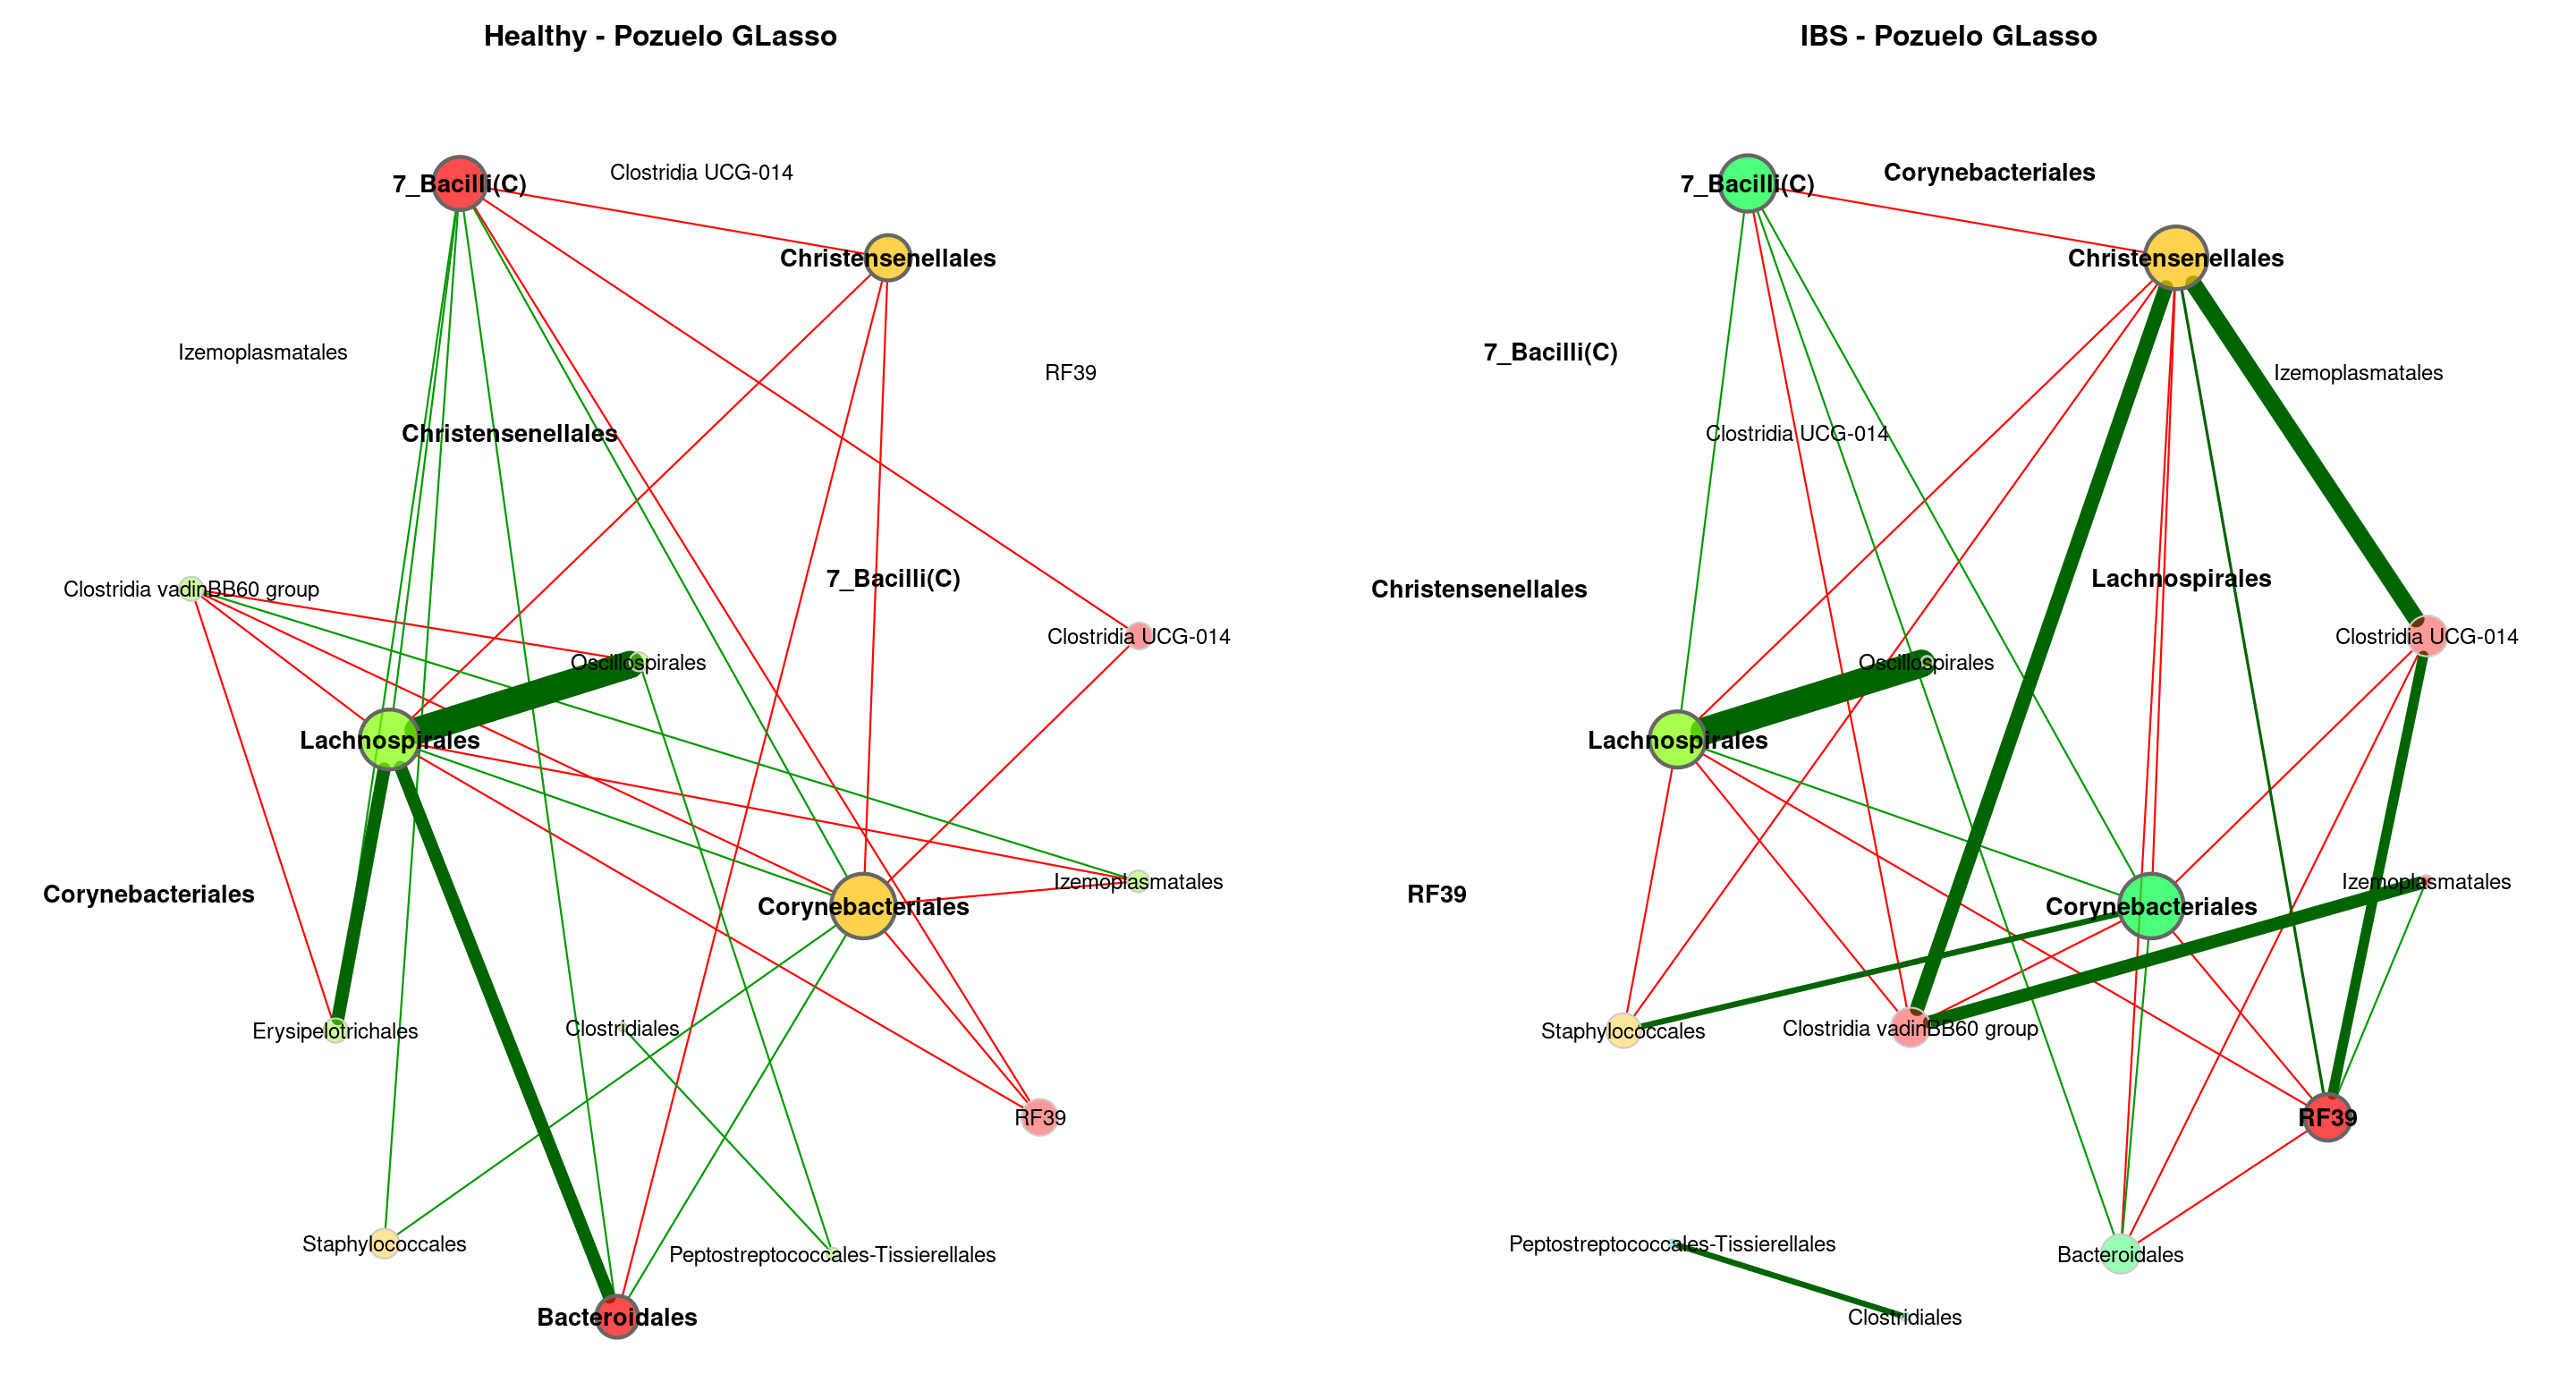 Healthy - Pozuelo GLasso
7_Bacilli(C)
Clostridia UCG-014
Christensenellales
Izemoplasmatales
RF39
Christensenellales
7_Bacilli(C)
Clostridia vadinBB60 group
Clostridia UCG-014
Oscillospirales
Lachnospirales
Izemoplasmatales
Corynebacteriales
Corynebacteriales
Erysipelotrichales
Clostridiales
RF39
Staphylococcales
Peptostreptococcales-Tissierellales
Bacteroidales
IBS - Pozuelo GLasso
Corynebacteriales
7_Bacilli(C)
Christensenellales
7_Bacilli(C)
Izemoplasmatales
Clostridia UCG-014
Lachnospirales
Christensenellales
Clostridia UCG-014
Oscillospirales
Lachnospirales
Izemoplasmatales
RF39
Corynebacteriales
Staphylococcales
Clostridia vadinBB60 group
RF39
Peptostreptococcales-Tissierellales
Bacteroidales
Clostridiales